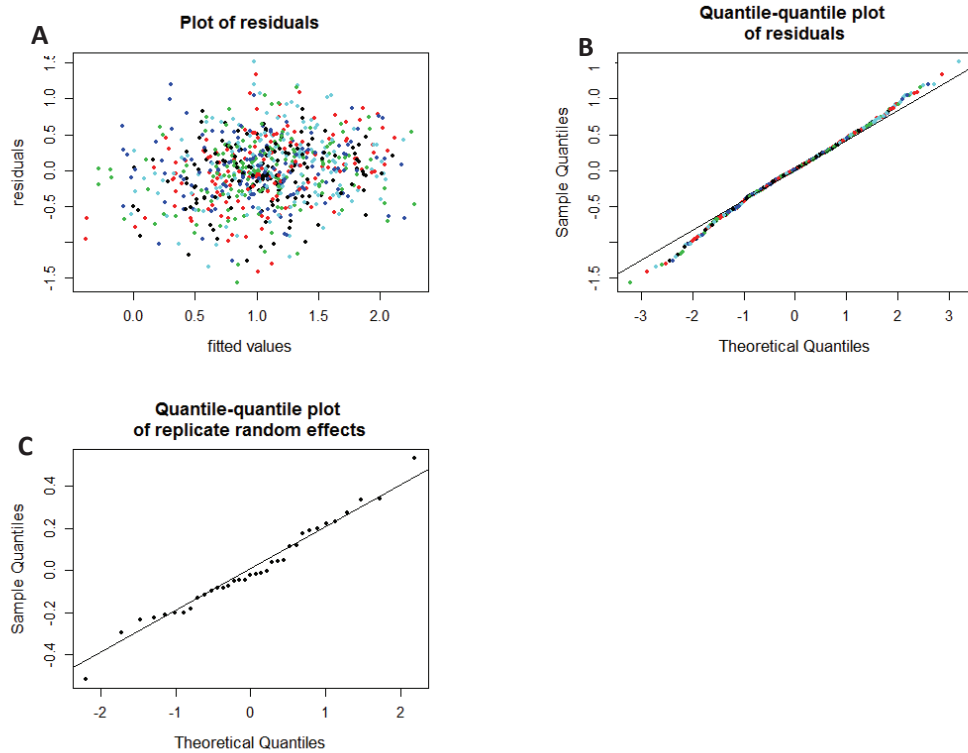 A
Plot of residuals
residuals
1.5
1.0
0.5
0.0
-0.5
-1.5
0.0 0.5 1.0 1.5 2.0
fitted values
B
Quantile-quantile plot
of residuals
Sample Quantiles
1
1.0
0.5
0.0
-0.5
-1.5
-3 -2 -1 0 1 2 3
Theoretical Quantiles
C
Quantile-quantile plot
of replicate random effects
Sample Quantiles
0.4
0.2
0.0
-0.2
-0.4
-2 -1 0 1 2
Theoretical Quantiles